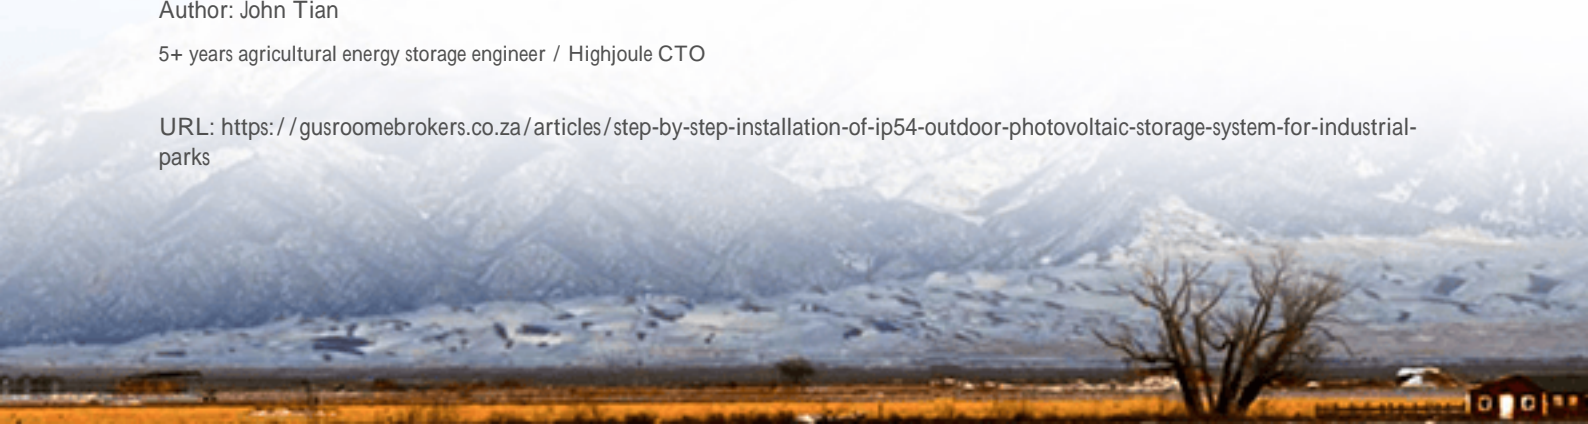 Author: John Tian
5+ years agricultural energy storage engineer / Highjoule CTO
URL: https://gusroomebrokers.co.za/articles/step-by-step-installation-of-ip54-outdoor-photovoltaic-storage-system-for-industrial-
parks